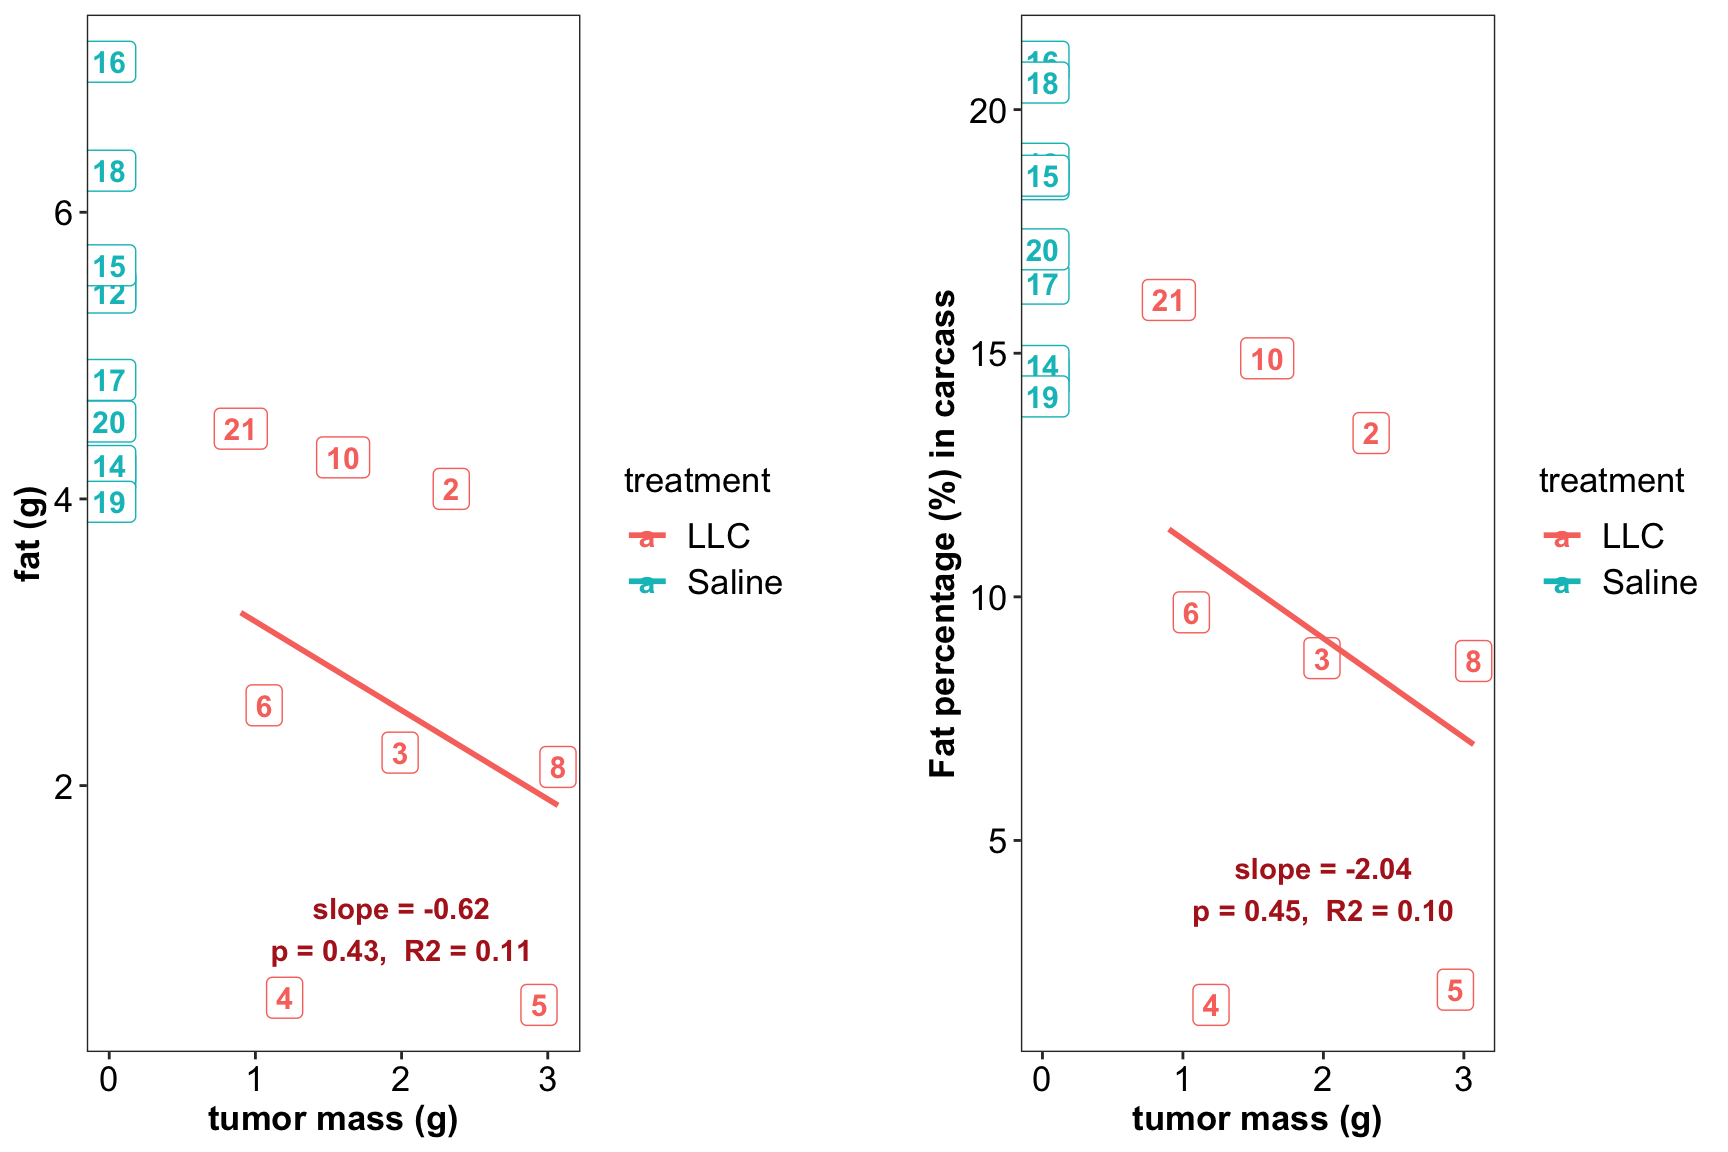 16
18
6
15
12
17
20
21
14
10
4
19
2
fat (g)
6
3
8
2
slope = -0.62
p = 0.43,  R2 = 0.11
4
5
0 1 2 3
tumor mass (g)
treatment
a LLC
a Saline
16
18
20
15
20
17
21
15
14
10
19
2
Fat percentage (%) in carcass
10
6
3
8
5
slope = -2.04
p = 0.45,  R2 = 0.10
4
5
0 1 2 3
tumor mass (g)
treatment
a LLC
a Saline